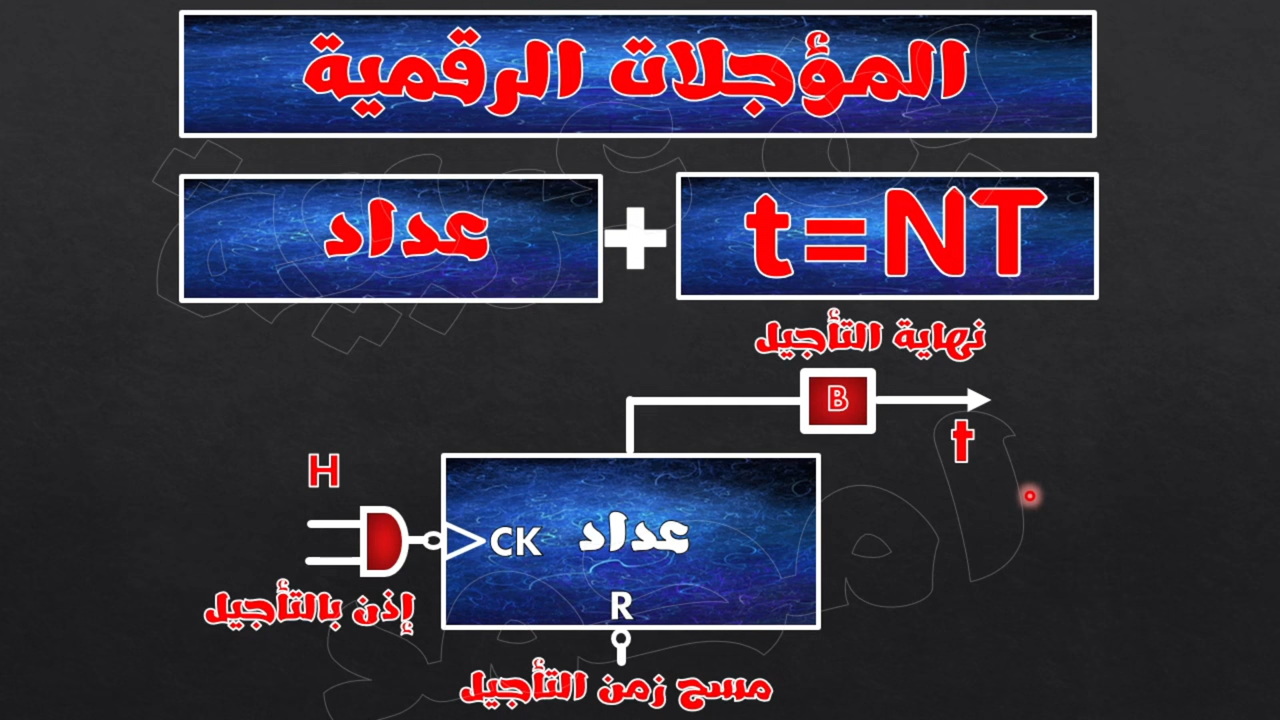 المؤجلات الرقمية
t=NT + عداد
نهاية التأجيل
B
t
H
CK عداد
R
إذن بالتأجيل
مسح زمن التأجيل